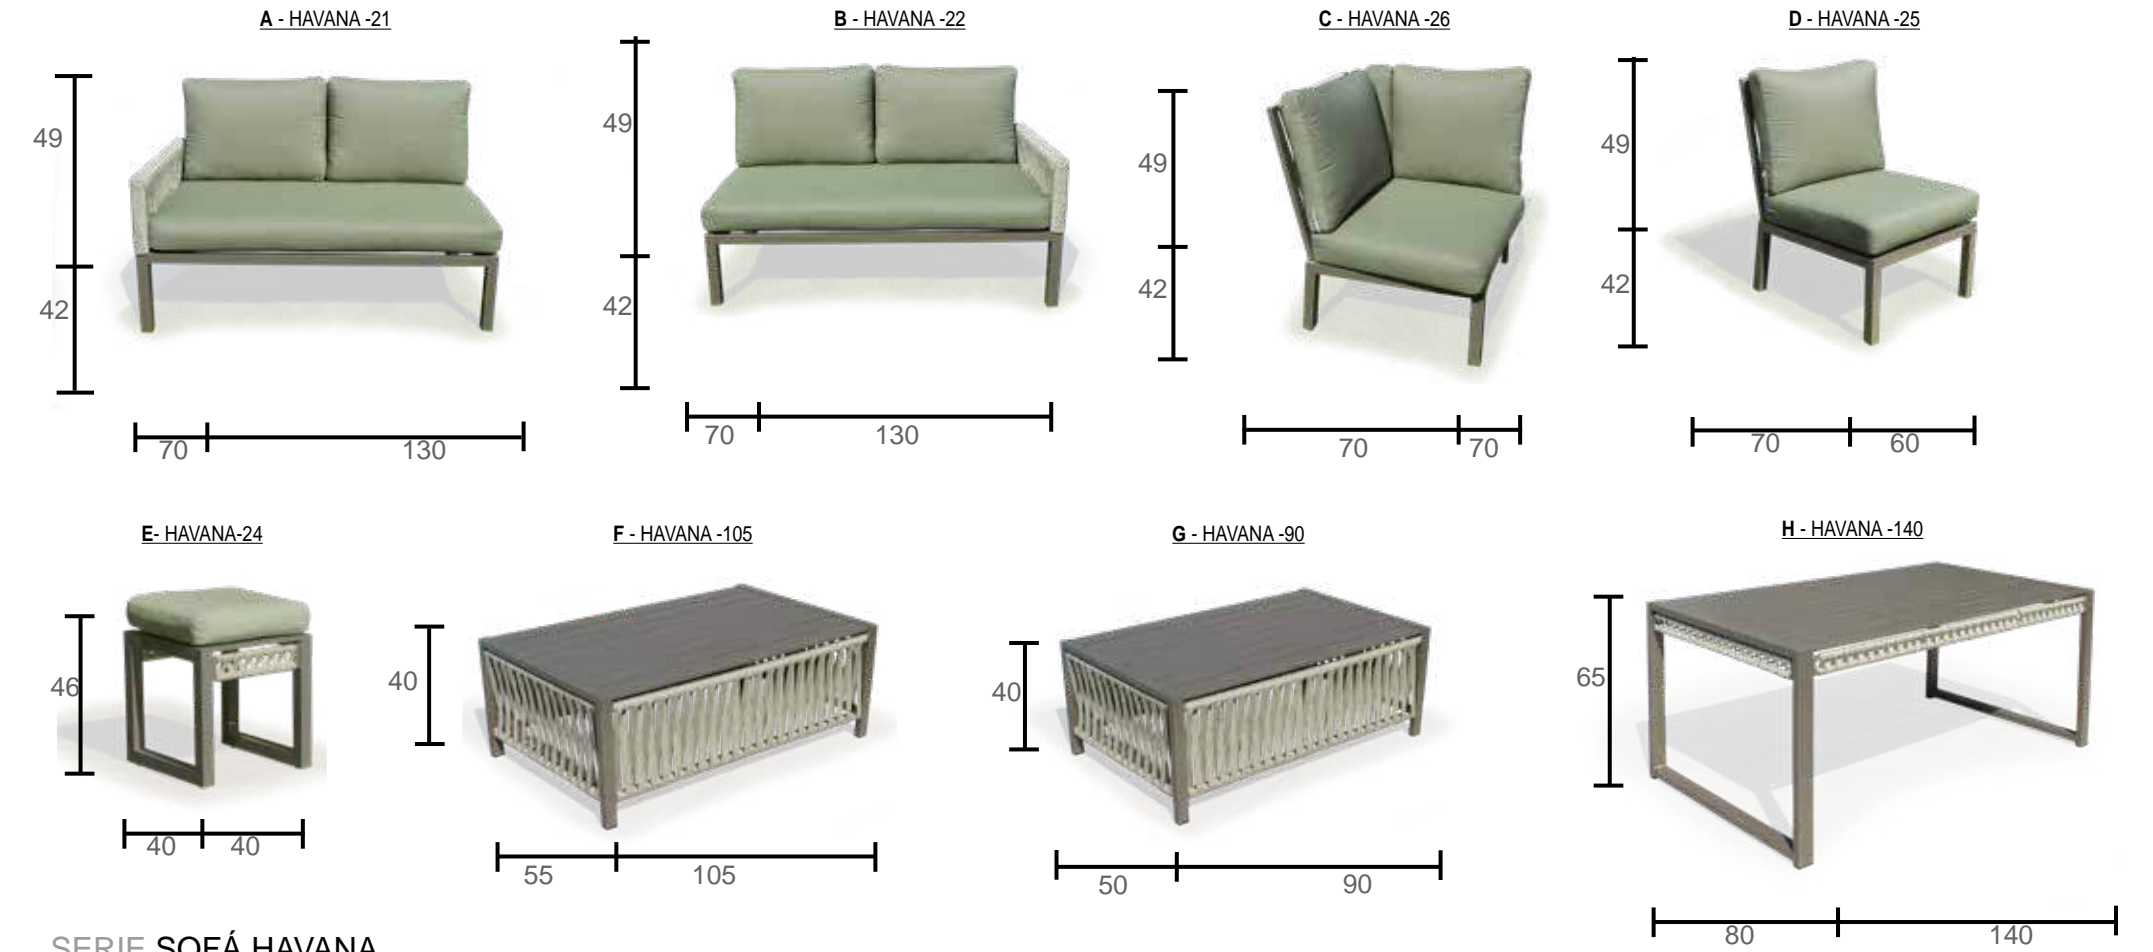 A - HAVANA -21
B - HAVANA -22
C - HAVANA -26
D - HAVANA -25
49
42
70 130
49
42
70 130
49
42
70 70
49
42
70 60
E- HAVANA-24
F - HAVANA -105
G - HAVANA -90
H - HAVANA -140
46
40 40
40
55 105
40
50 90
65
80 140
SERIE SOFÁ HAVANA